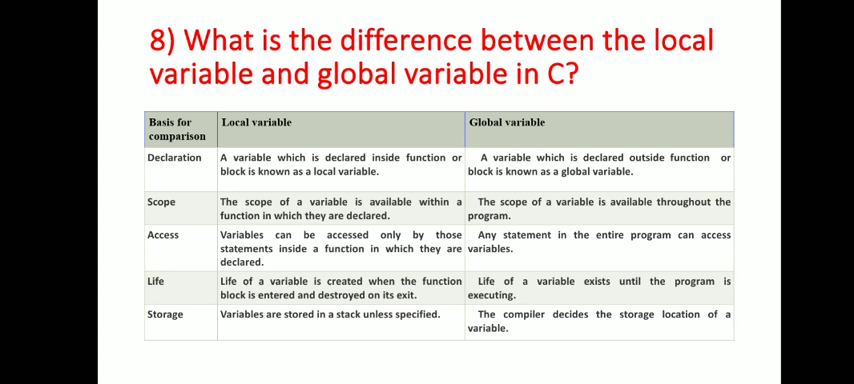 8) What is the difference between the local
variable and global variable in C?
Basis for
comparison
Local variable
Global variable
Declaration
A variable which is declared inside function or
block is known as a local variable.
A variable which is declared outside function or
block is known as a global variable.
Scope
The scope of a variable is available within a
function in which they are declared.
The scope of a variable is available throughout the
program.
Access
Variables can be accessed only by those
statements inside a function in which they are
declared.
Any statement in the entire program can access
variables.
Life
Life of a variable is created when the function
block is entered and destroyed on its exit.
Life of a variable exists until the program is
executing.
Storage
Variables are stored in a stack unless specified.
The compiler decides the storage location of a
variable.